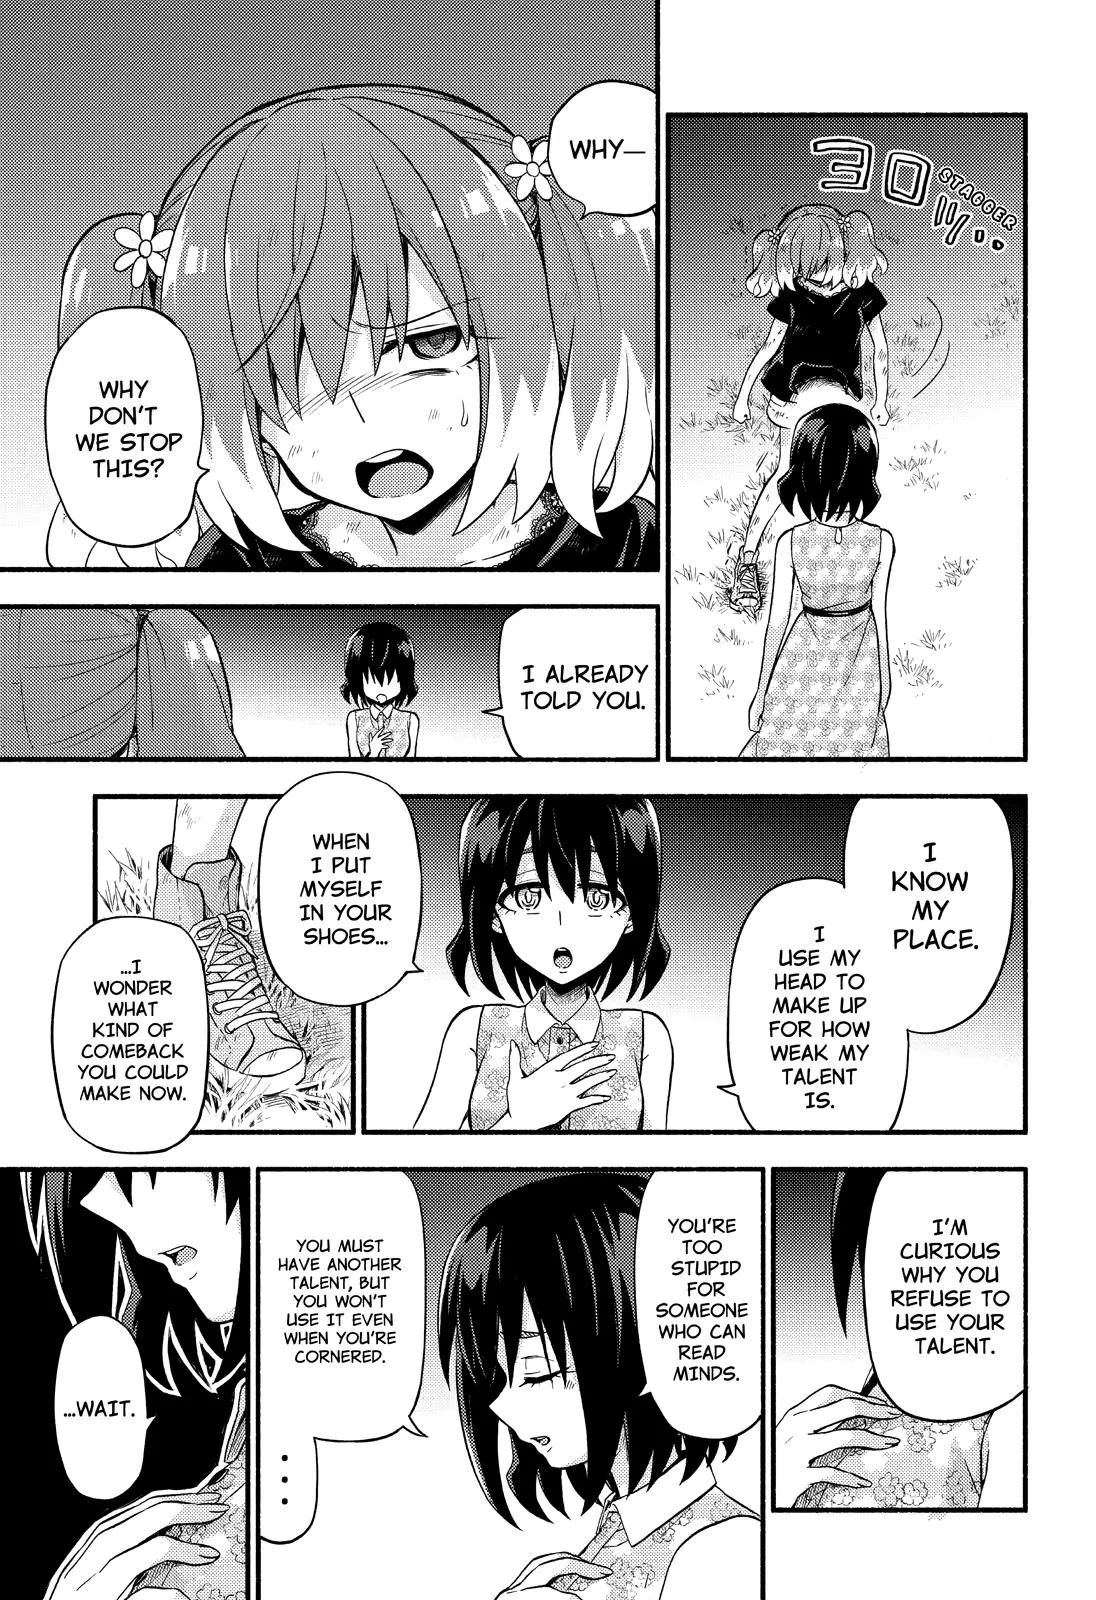 ヨロッ..
STAGGER
WHY—
WHY
DON'T
WE STOP
THIS?
I ALREADY
TOLD YOU.
I
KNOW
MY
PLACE.
I
USE MY
HEAD TO
MAKE UP
FOR HOW
WEAK MY
TALENT
IS.
WHEN
I PUT
MYSELF
IN YOUR
SHOES...
...I
WONDER
WHAT
KIND OF
COMEBACK
YOU COULD
MAKE NOW.
I'M
CURIOUS
WHY YOU
REFUSE TO
USE YOUR
TALENT.
YOU'RE
TOO
STUPID
FOR
SOMEONE
WHO CAN
READ
MINDS.
YOU MUST
HAVE ANOTHER
TALENT, BUT
YOU WON'T
USE IT EVEN
WHEN YOU'RE
CORNERED.
...
...WAIT.